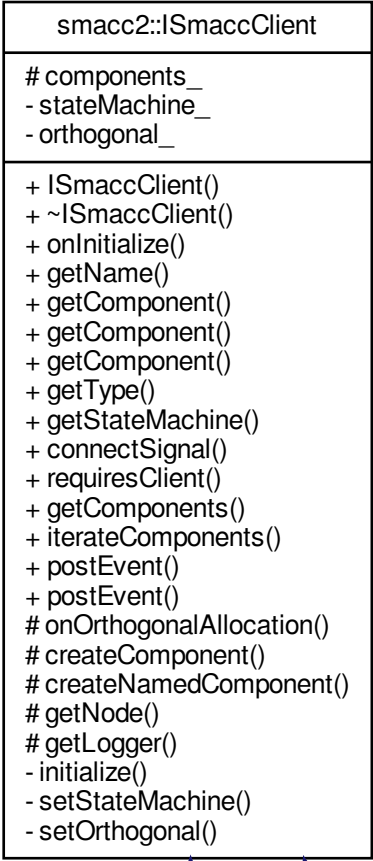 smacc2::ISmaccClient
# components_
- stateMachine_
- orthogonal_
+ ISmaccClient()
+ ~ISmaccClient()
+ onInitialize()
+ getName()
+ getComponent()
+ getComponent()
+ getComponent()
+ getType()
+ getStateMachine()
+ connectSignal()
+ requiresClient()
+ getComponents()
+ iterateComponents()
+ postEvent()
+ postEvent()
# onOrthogonalAllocation()
# createComponent()
# createNamedComponent()
# getNode()
# getLogger()
- initialize()
- setStateMachine()
- setOrthogonal()